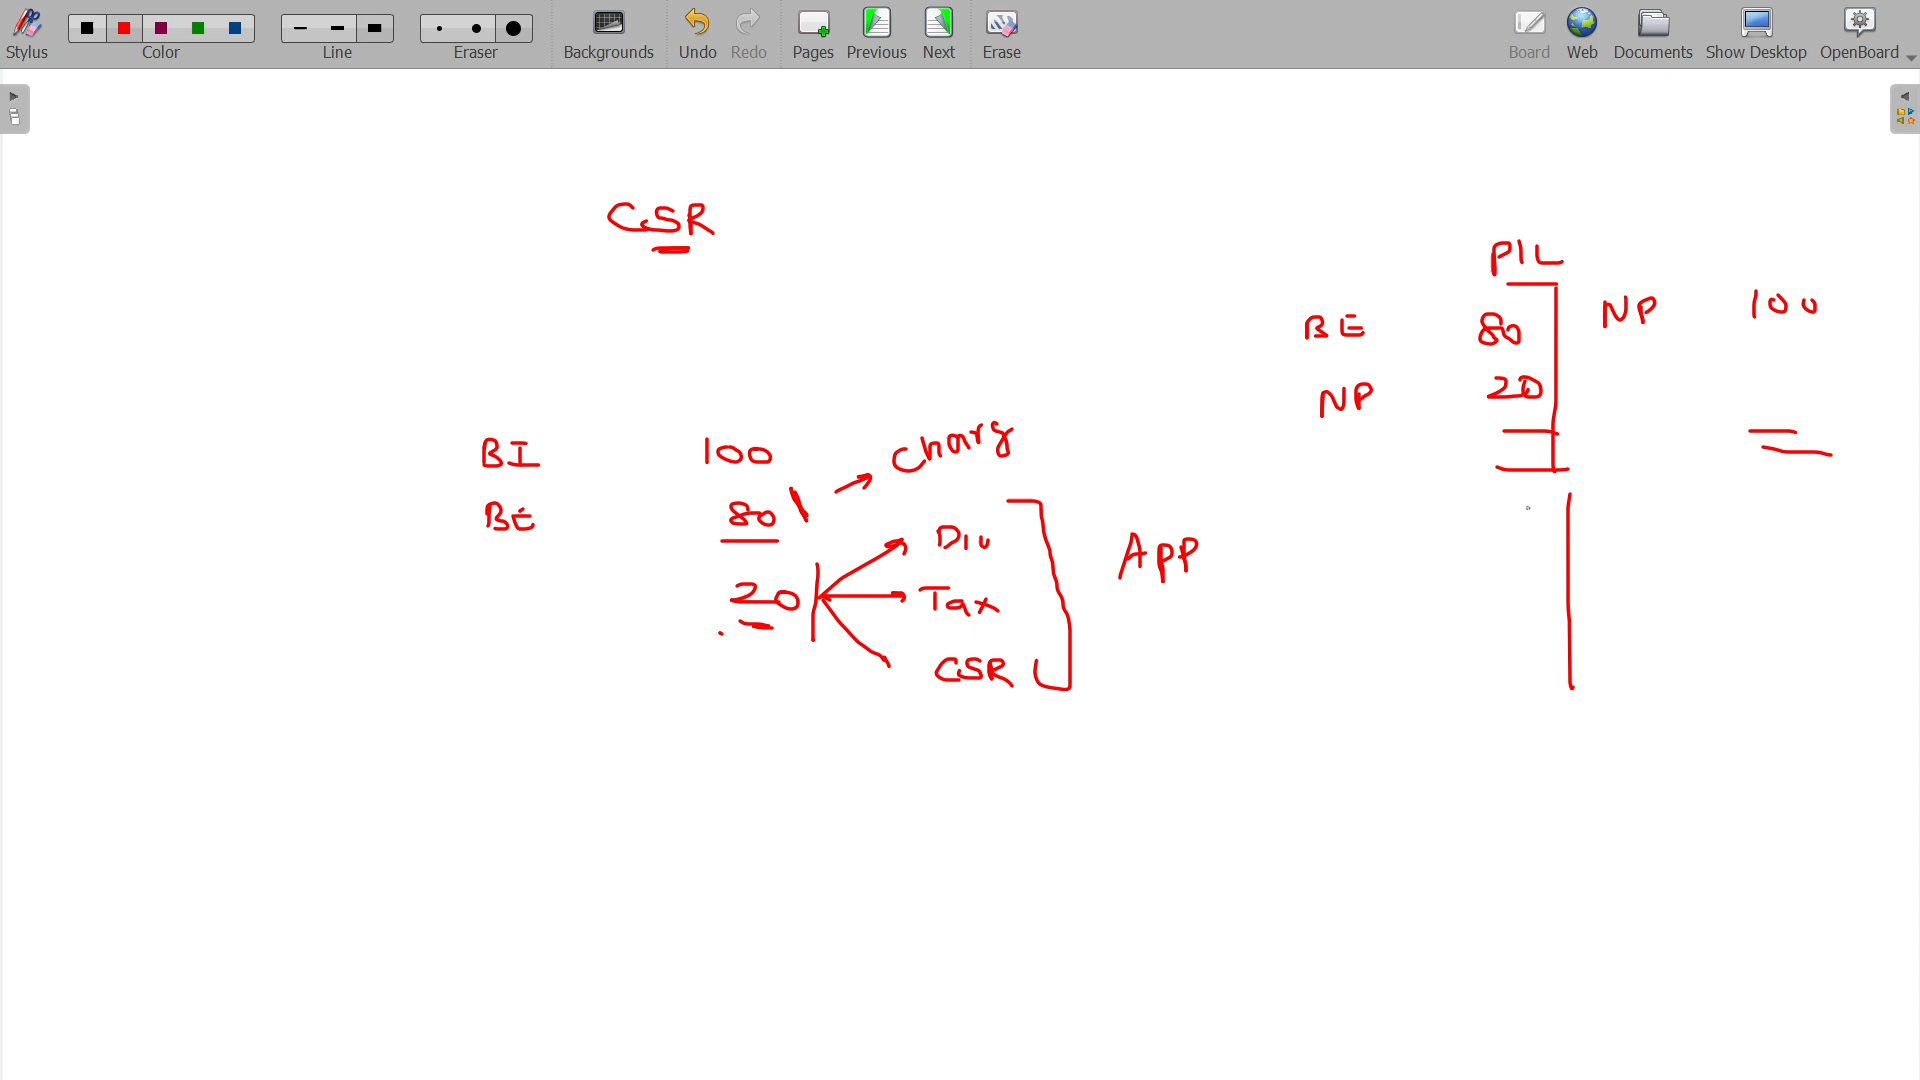 Stylus Color Line Eraser Backgrounds Undo Redo Pages Previous Next Erase Board Web Documents Show Desktop OpenBoard
CSR
BI 100
BE 80
20
Charg
Div
Tax
CSR
APP
P/L
BE 80
NP 20
NP 100